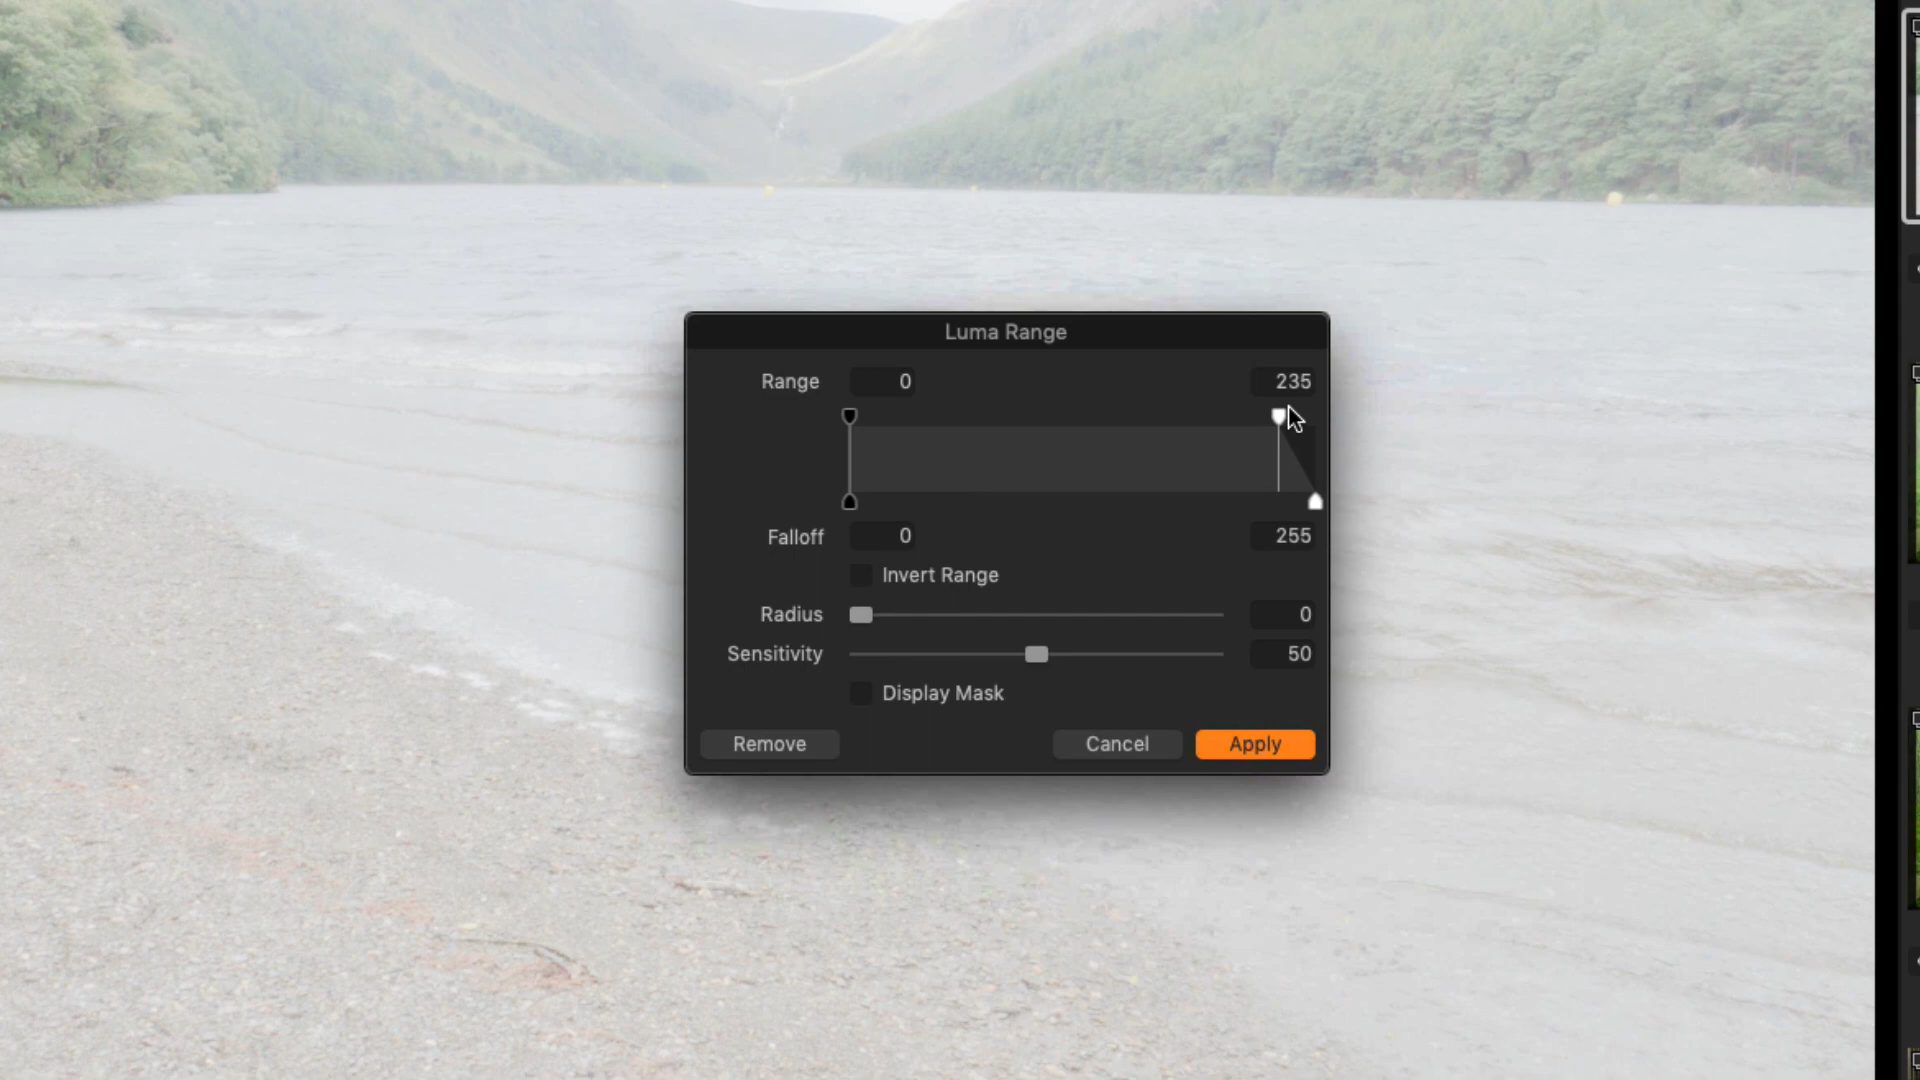 Luma Range
Range 0 235
Falloff 0 255
Invert Range
Radius 0
Sensitivity 50
Display Mask
Remove Cancel Apply